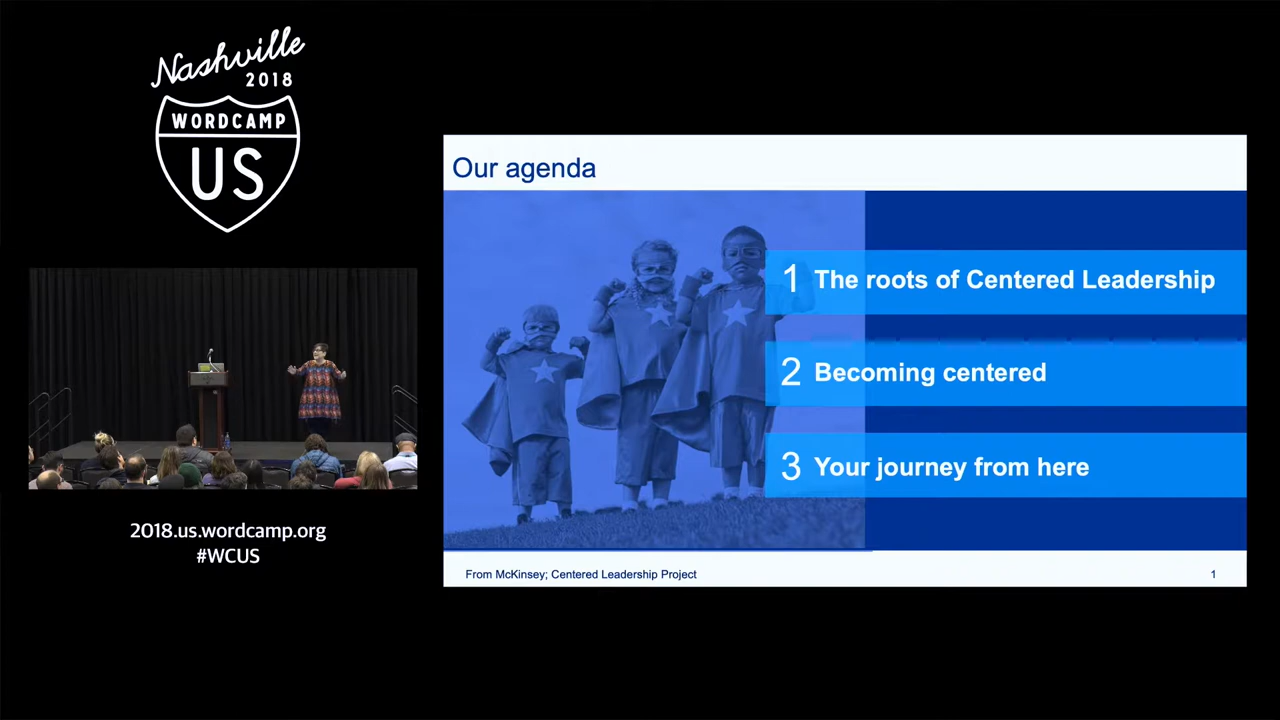 Nashville
2018
WORDCAMP
US
2018.us.wordcamp.org
#WCUS
Our agenda
1 The roots of Centered Leadership
2 Becoming centered
3 Your journey from here
From McKinsey; Centered Leadership Project
1